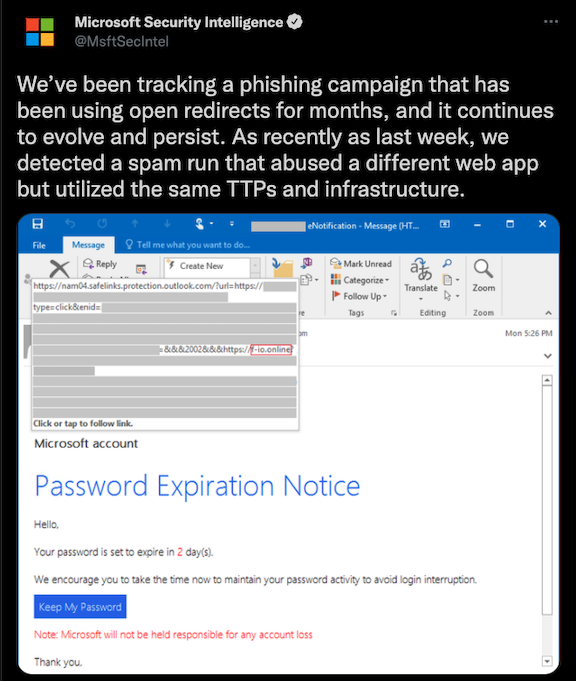 Microsoft Security Intelligence
@MsftSecIntel
We've been tracking a phishing campaign that has
been using open redirects for months, and it continues
to evolve and persist. As recently as last week, we
detected a spam run that abused a different web app
but utilized the same TTPs and infrastructure.
eNotification - Message (HT...
File Message Tell me what you want to do...
Reply Create New Mark Unread
Categorize Translate Zoom
Follow Up
Tags Editing Zoom
https://nam04.safelinks.protection.outlook.com/?url=https://
type=click&enid=
=&&&2002&&&https://f-io.online/
Click or tap to follow link.
Mon 5:26 PM
Microsoft account
Password Expiration Notice
Hello,
Your password is set to expire in 2 day(s).
We encourage you to take the time now to maintain your password activity to avoid login interruption.
Keep My Password
Note: Microsoft will not be held responsible for any account loss
Thank you,